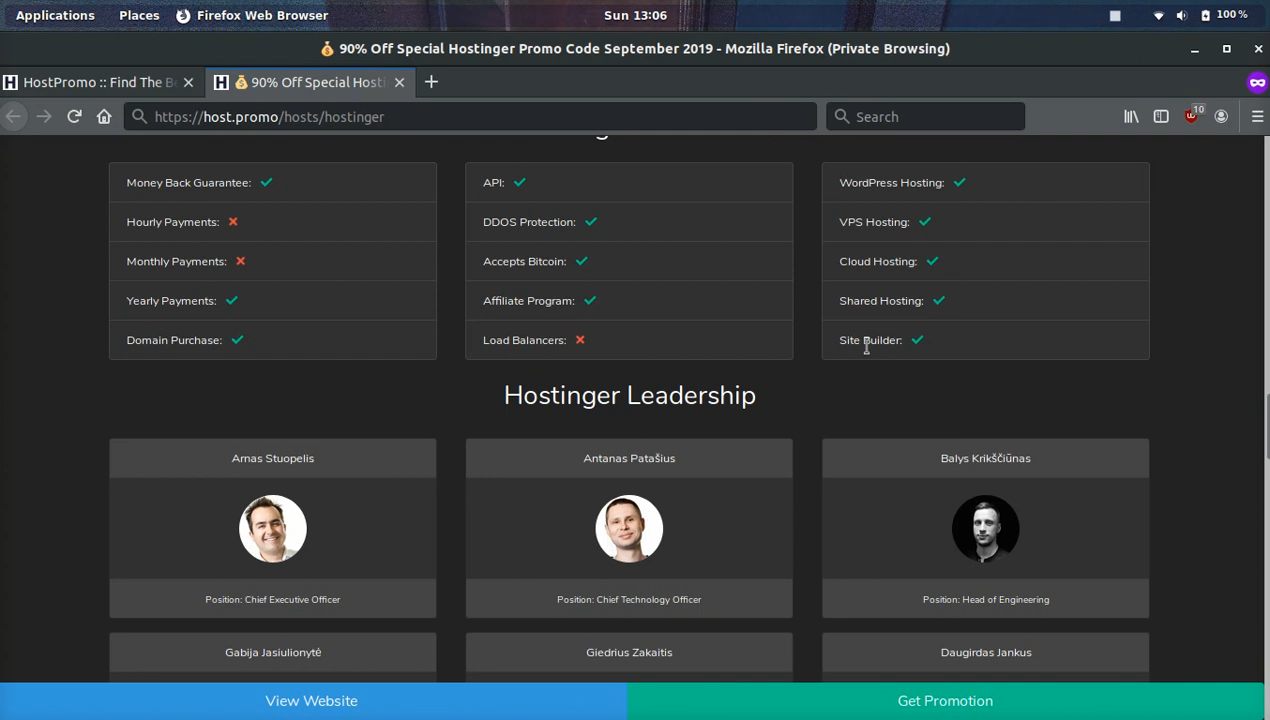 Applications Places Firefox Web Browser Sun 13:06 100 %
90% Off Special Hostinger Promo Code September 2019 - Mozilla Firefox (Private Browsing)
HostPromo :: Find The Be 90% Off Special Hosti
https://host.promo/hosts/hostinger Search 10
Money Back Guarantee: API: WordPress Hosting:
Hourly Payments: DDOS Protection: VPS Hosting:
Monthly Payments: Accepts Bitcoin: Cloud Hosting:
Yearly Payments: Affiliate Program: Shared Hosting:
Domain Purchase: Load Balancers: Site Builder:
Hostinger Leadership
Arnas Stuopelis Antanas Patašius Balys Krikščiūnas
Position: Chief Executive Officer Position: Chief Technology Officer Position: Head of Engineering
Gabija Jasiulionytė Giedrius Zakaitis Daugirdas Jankus
View Website Get Promotion